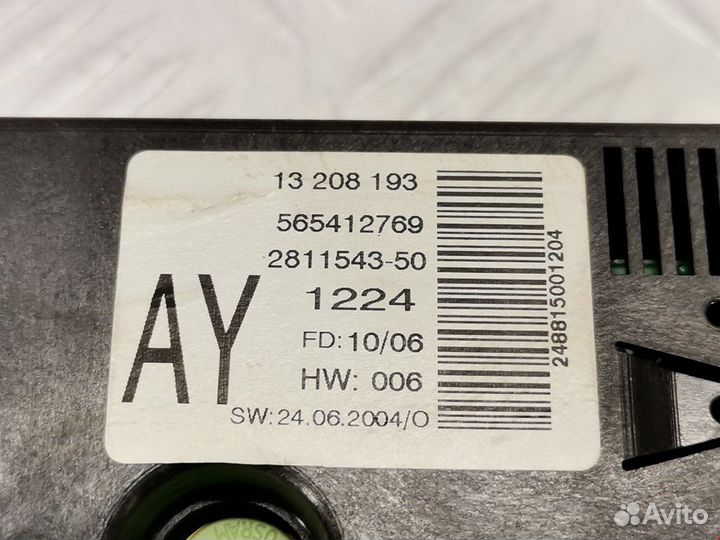 13 208 193
565412769
2811543-50
AY
1224
FD: 10/06
HW: 006
SW: 24.06.2004/O
248815001204
OSRAM
Avito